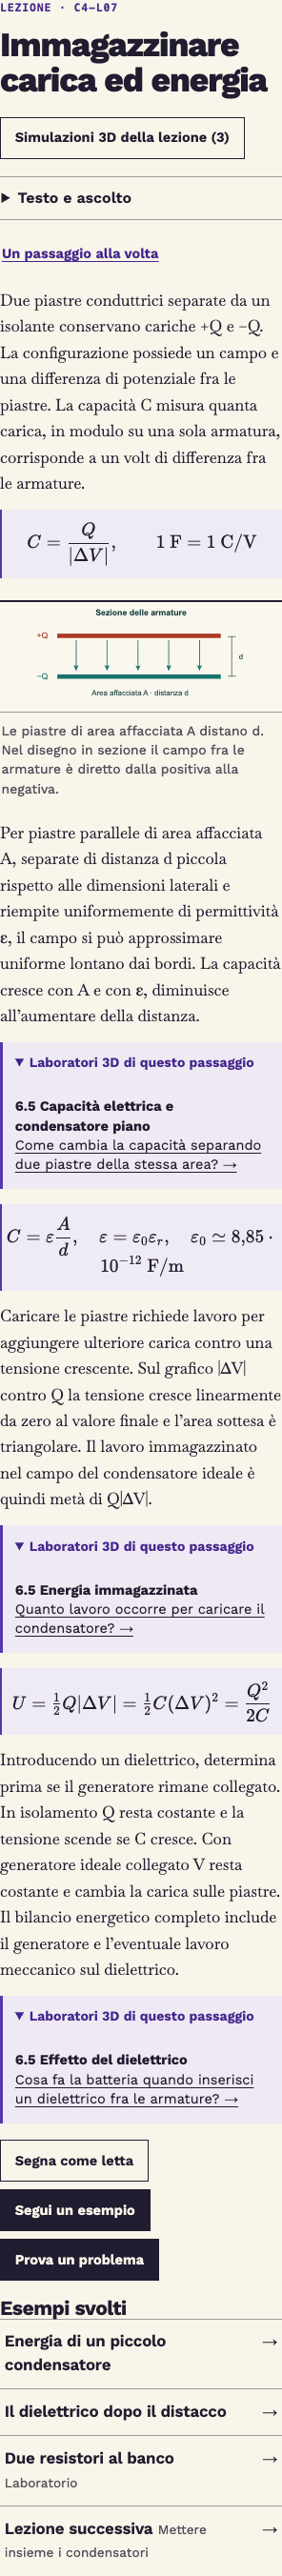 LEZIONE · C4–L07
Immagazzinare
carica ed energia
Simulazioni 3D della lezione (3)
▶ Testo e ascolto
Un passaggio alla volta
Due piastre conduttrici separate da un
isolante conservano cariche +Q e −Q.
La configurazione possiede un campo e
una differenza di potenziale fra le
piastre. La capacità C misura quanta
carica, in modulo su una sola armatura,
corrisponde a un volt di differenza fra
le armature.
C = Q/|ΔV|, 1 F = 1 C/V
Sezione delle armature
+Q
d
−Q
Area affacciata A · distanza d
Le piastre di area affacciata A distano d.
Nel disegno in sezione il campo fra le
armature è diretto dalla positiva alla
negativa.
Per piastre parallele di area affacciata
A, separate di distanza d piccola
rispetto alle dimensioni laterali e
riempite uniformemente di permittività
ε, il campo si può approssimare
uniforme lontano dai bordi. La capacità
cresce con A e con ε, diminuisce
all’aumentare della distanza.
▼ Laboratori 3D di questo passaggio
6.5 Capacità elettrica e
condensatore piano
Come cambia la capacità separando
due piastre della stessa area? →
C = ε A/d, ε = ε₀εᵣ, ε₀ ≃ 8,85 ·
10⁻¹² F/m
Caricare le piastre richiede lavoro per
aggiungere ulteriore carica contro una
tensione crescente. Sul grafico |ΔV|
contro Q la tensione cresce linearmente
da zero al valore finale e l’area sottesa è
triangolare. Il lavoro immagazzinato
nel campo del condensatore ideale è
quindi metà di Q|ΔV|.
▼ Laboratori 3D di questo passaggio
6.5 Energia immagazzinata
Quanto lavoro occorre per caricare il
condensatore? →
U = ½Q|ΔV| = ½C(ΔV)² = Q²/2C
Introducendo un dielettrico, determina
prima se il generatore rimane collegato.
In isolamento Q resta costante e la
tensione scende se C cresce. Con
generatore ideale collegato V resta
costante e cambia la carica sulle piastre.
Il bilancio energetico completo include
il generatore e l’eventuale lavoro
meccanico sul dielettrico.
▼ Laboratori 3D di questo passaggio
6.5 Effetto del dielettrico
Cosa fa la batteria quando inserisci
un dielettrico fra le armature? →
Segna come letta
Segui un esempio
Prova un problema
Esempi svolti
Energia di un piccolo
condensatore →
Il dielettrico dopo il distacco →
Due resistori al banco →
Laboratorio
Lezione successiva Mettere →
insieme i condensatori